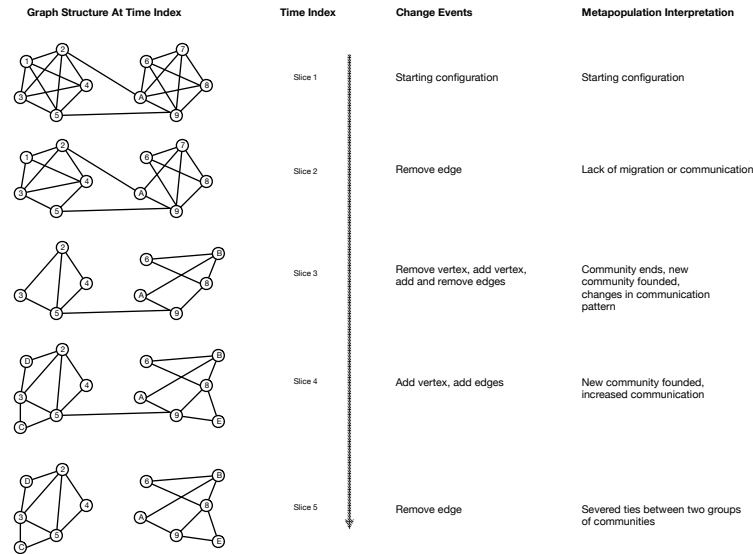 Graph Structure At Time Index
Time Index
Change Events
Metapopulation Interpretation
1
2
3
4
5
6
7
8
9
A
Slice 1
Starting configuration
Starting configuration
1
2
3
4
5
6
7
8
9
A
Slice 2
Remove edge
Lack of migration or communication
2
3
4
5
6
B
8
9
A
Slice 3
Remove vertex, add vertex,
add and remove edges
Community ends, new
community founded,
changes in communication
pattern
D
2
3
4
5
C
6
B
8
9
A
E
Slice 4
Add vertex, add edges
New community founded,
increased communication
D
2
3
4
5
C
6
B
8
9
A
E
Slice 5
Remove edge
Severed ties between two groups
of communities